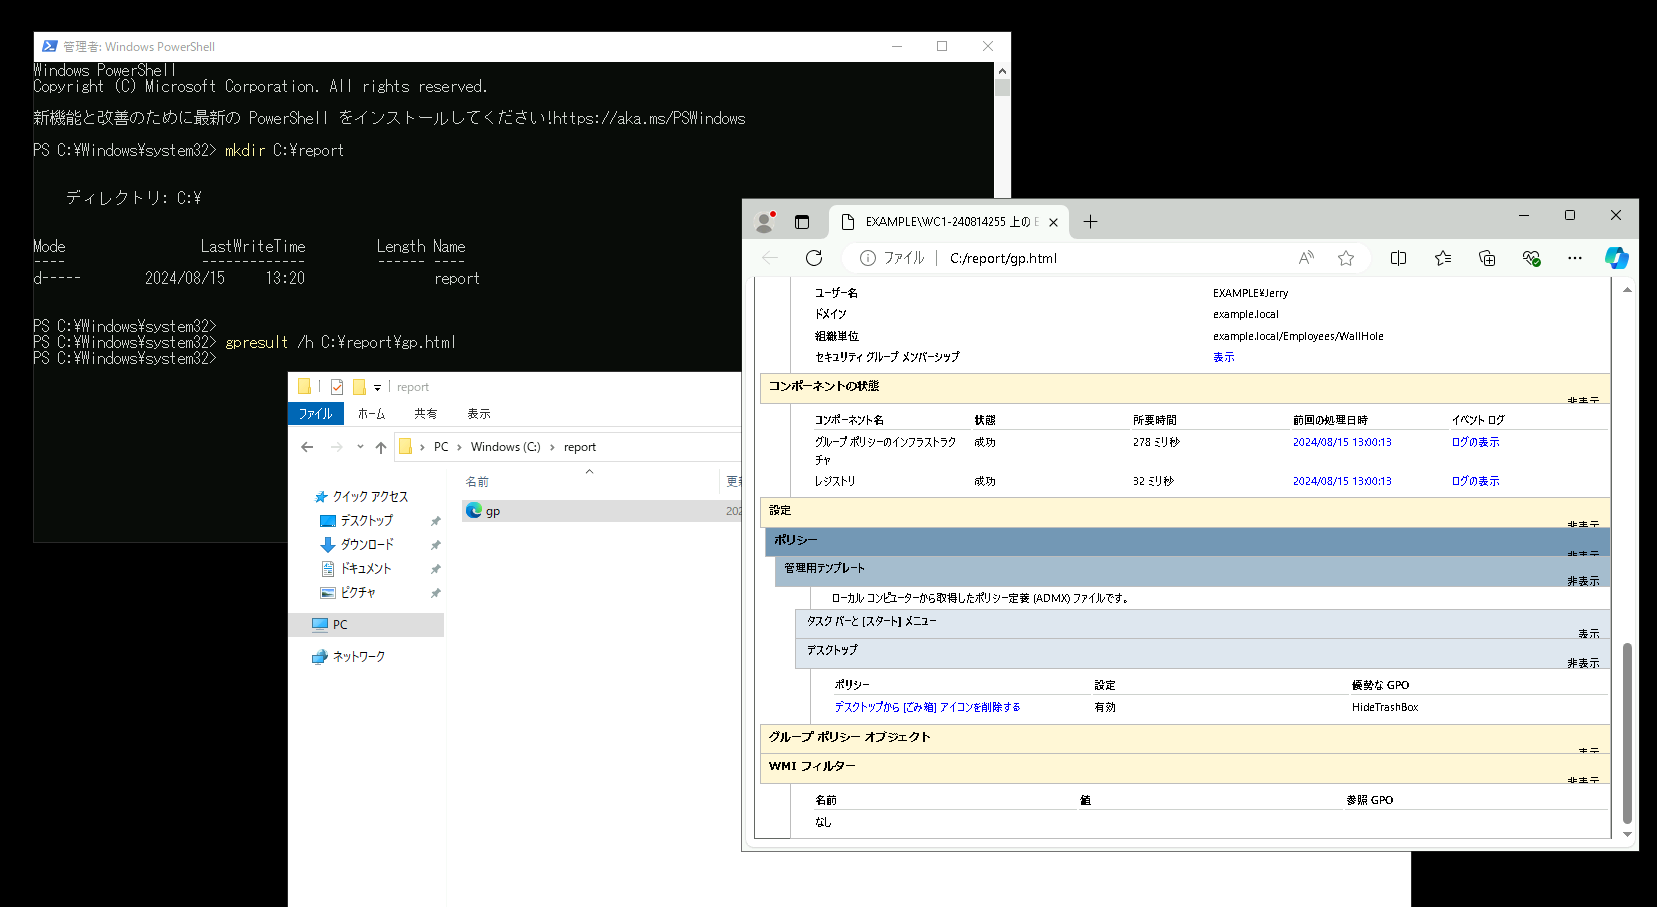 管理者: Windows PowerShell
Windows PowerShell
Copyright (C) Microsoft Corporation. All rights reserved.
新機能と改善のために最新の PowerShell をインストールしてください!https://aka.ms/PSWindows
PS C:¥Windows¥system32> mkdir C:¥report
ディレクトリ: C:¥
Mode LastWriteTime Length Name
---- ------------- ------ ----
d----- 2024/08/15 13:20 report
PS C:¥Windows¥system32>
PS C:¥Windows¥system32> gpresult /h C:¥report¥gp.html
PS C:¥Windows¥system32>
report
ファイル ホーム 共有 表示
PC › Windows (C:) › report
名前
gp
クイック アクセス
デスクトップ
ダウンロード
ドキュメント
ピクチャ
PC
ネットワーク
EXAMPLE\WC1-240814255 上の
ファイル C:/report/gp.html
ユーザー名 EXAMPLE¥Jerry
ドメイン example.local
組織単位 example.local/Employees/WallHole
セキュリティ グループ メンバーシップ 表示
コンポーネントの状態
非表示
コンポーネント名 状態 所要時間 前回の処理日時 イベント ログ
グループ ポリシーのインフラストラク 成功 278 ミリ秒 2024/08/15 13:00:13 ログの表示
チャ
レジストリ 成功 32 ミリ秒 2024/08/15 13:00:13 ログの表示
設定
非表示
ポリシー
非表示
管理用テンプレート
非表示
ローカル コンピューターから取得したポリシー定義 (ADMX) ファイルです。
タスク バーと [スタート] メニュー
表示
デスクトップ
非表示
ポリシー 設定 優勢な GPO
デスクトップから [ごみ箱] アイコンを削除する 有効 HideTrashBox
グループ ポリシー オブジェクト
表示
WMI フィルター
非表示
名前 値 参照 GPO
なし